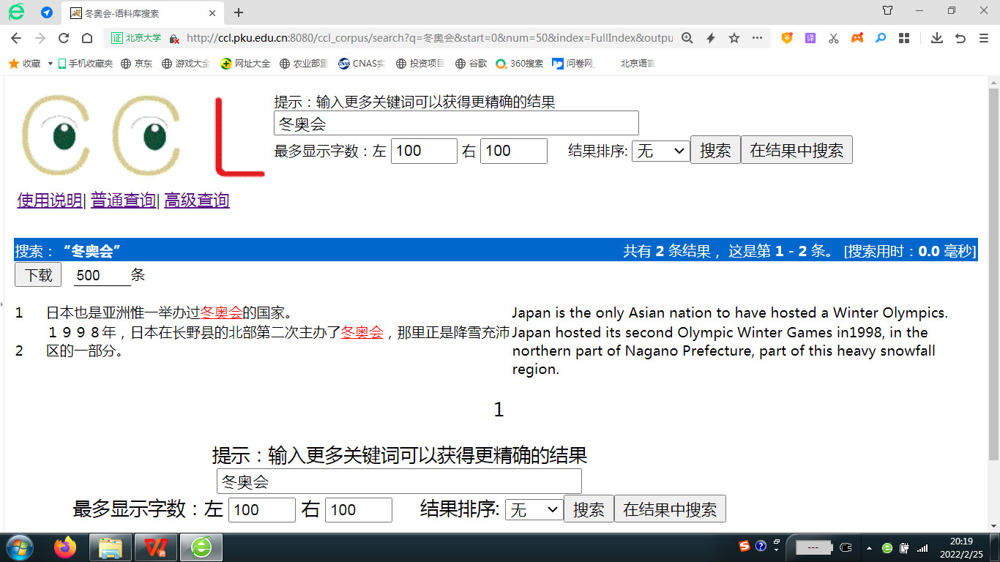 冬奥会-语料库搜索
证 北京大学 http://ccl.pku.edu.cn:8080/ccl_corpus/search?q=冬奥会&start=0&num=50&index=FullIndex&outpu
收藏 手机收藏夹 京东 游戏大全 网址大全 农业部重 CNAS实 投资项目 谷歌 360搜索 问卷网_ 北京语言
CCL
提示：输入更多关键词可以获得更精确的结果
冬奥会
最多显示字数：左 100 右 100 结果排序: 无 搜索 在结果中搜索
使用说明| 普通查询| 高级查询
搜索：“冬奥会” 共有 2 条结果， 这是第 1 - 2 条。 [搜索用时：0.0 毫秒]
下载 500 条
1 日本也是亚洲惟一举办过冬奥会的国家。 Japan is the only Asian nation to have hosted a Winter Olympics.
１９９８年，日本在长野县的北部第二次主办了冬奥会，那里正是降雪充沛 Japan hosted its second Olympic Winter Games in1998, in the
2 区的一部分。 northern part of Nagano Prefecture, part of this heavy snowfall
region.
1
提示：输入更多关键词可以获得更精确的结果
冬奥会
最多显示字数：左 100 右 100 结果排序: 无 搜索 在结果中搜索
20:19
2022/2/25